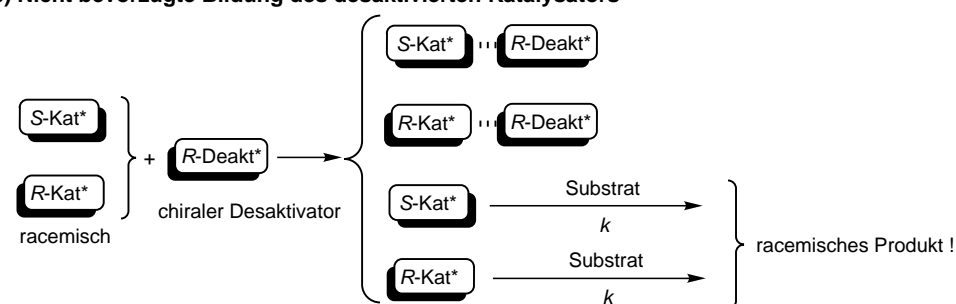 Nicht bevorzugte Bildung des desaktivierten Katalysators
S-Kat* R-Deakt*
S-Kat*
R-Kat* R-Deakt*
+ R-Deakt*
R-Kat*
chiraler Desaktivator
racemisch
S-Kat* Substrat
k
racemisches Produkt !
R-Kat* Substrat
k